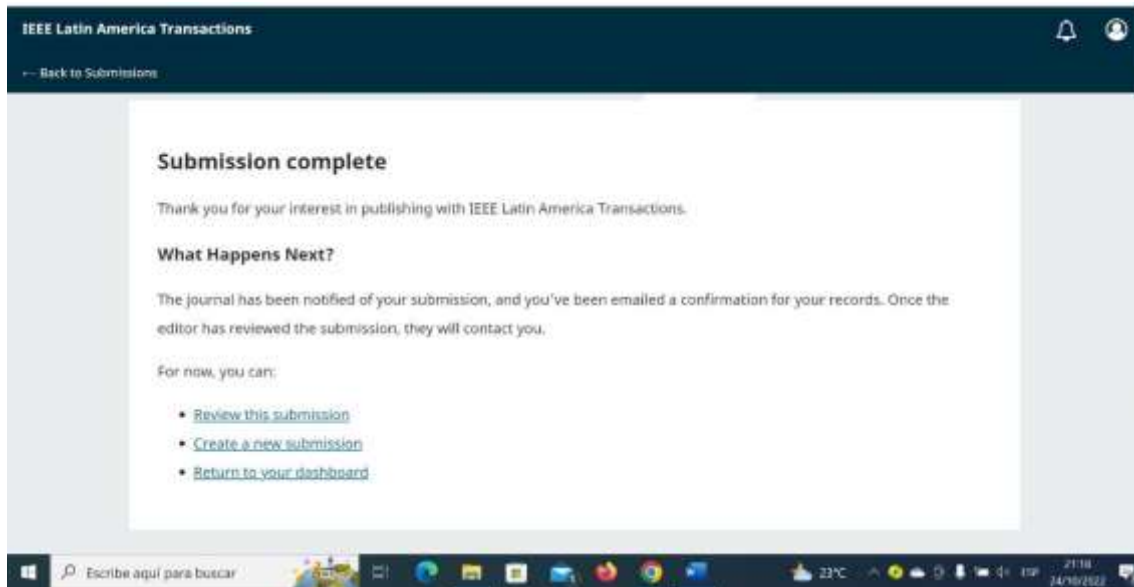 IEEE Latin America Transactions
← Back to Submissions
Submission complete
Thank you for your interest in publishing with IEEE Latin America Transactions.
What Happens Next?
The journal has been notified of your submission, and you've been emailed a confirmation for your records. Once the
editor has reviewed the submission, they will contact you.
For now, you can:
• Review this submission
• Create a new submission
• Return to your dashboard
Escribe aquí para buscar
23°C
ESP
21:18
24/10/2022